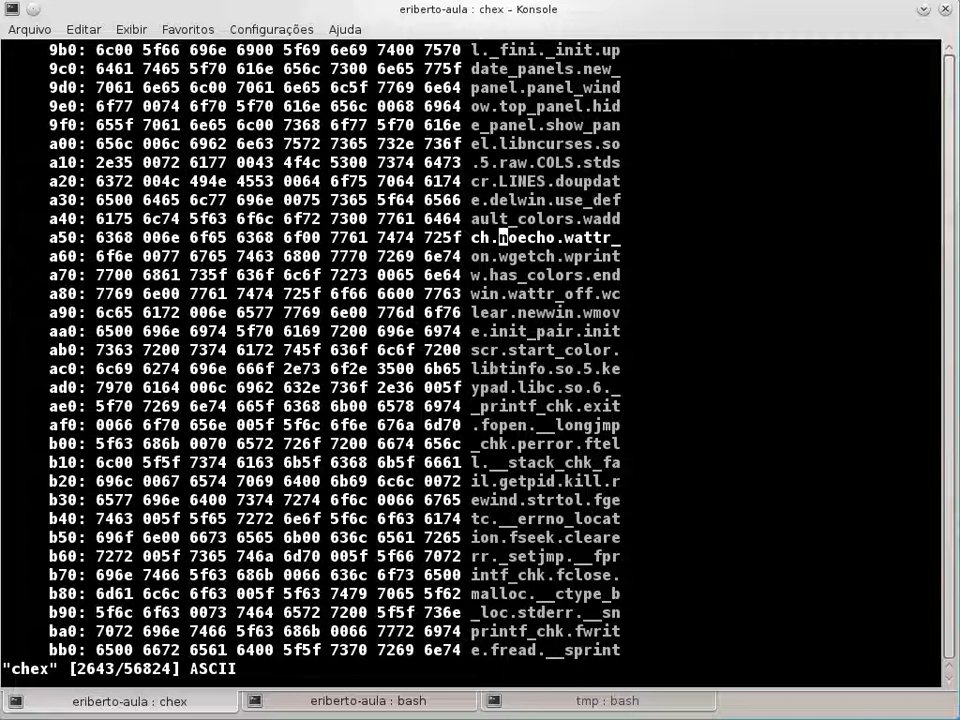 eriberto-aula : chex – Konsole
Arquivo Editar Exibir Favoritos Configurações Ajuda
9b0: 6c00 5f66 696e 6900 5f69 6e69 7400 7570 l._fini._init.up
9c0: 6461 7465 5f70 616e 656c 7300 6e65 775f date_panels.new_
9d0: 7061 6e65 6c00 7061 6e65 6c5f 7769 6e64 panel.panel_wind
9e0: 6f77 0074 6f70 5f70 616e 656c 0068 6964 ow.top_panel.hid
9f0: 655f 7061 6e65 6c00 7368 6f77 5f70 616e e_panel.show_pan
a00: 656c 006c 6962 6e63 7572 7365 732e 736f el.libncurses.so
a10: 2e35 0072 6177 0043 4f4c 5300 7374 6473 .5.raw.COLS.stds
a20: 6372 004c 494e 4553 0064 6f75 7064 6174 cr.LINES.doupdat
a30: 6500 6465 6c77 696e 0075 7365 5f64 6566 e.delwin.use_def
a40: 6175 6c74 5f63 6f6c 6f72 7300 7761 6464 ault_colors.wadd
a50: 6368 006e 6f65 6368 6f00 7761 7474 725f ch.noecho.wattr_
a60: 6f6e 0077 6765 7463 6800 7770 7269 6e74 on.wgetch.wprint
a70: 7700 6861 735f 636f 6c6f 7273 0065 6e64 w.has_colors.end
a80: 7769 6e00 7761 7474 725f 6f66 6600 7763 win.wattr_off.wc
a90: 6c65 6172 006e 6577 7769 6e00 776d 6f76 lear.newwin.wmov
aa0: 6500 696e 6974 5f70 6169 7200 696e 6974 e.init_pair.init
ab0: 7363 7200 7374 6172 745f 636f 6c6f 7200 scr.start_color.
ac0: 6c69 6274 696e 666f 2e73 6f2e 3500 6b65 libtinfo.so.5.ke
ad0: 7970 6164 006c 6962 632e 736f 2e36 005f ypad.libc.so.6._
ae0: 5f70 7269 6e74 665f 6368 6b00 6578 6974 _printf_chk.exit
af0: 0066 6f70 656e 005f 5f6c 6f6e 676a 6d70 .fopen.__longjmp
b00: 5f63 686b 0070 6572 726f 7200 6674 656c _chk.perror.ftel
b10: 6c00 5f5f 7374 6163 6b5f 6368 6b5f 6661 l.__stack_chk_fa
b20: 696c 0067 6574 7069 6400 6b69 6c6c 0072 il.getpid.kill.r
b30: 6577 696e 6400 7374 7274 6f6c 0066 6765 ewind.strtol.fge
b40: 7463 005f 5f65 7272 6e6f 5f6c 6f63 6174 tc.__errno_locat
b50: 696f 6e00 6673 6565 6b00 636c 6561 7265 ion.fseek.cleare
b60: 7272 005f 7365 746a 6d70 005f 5f66 7072 rr._setjmp.__fpr
b70: 696e 7466 5f63 686b 0066 636c 6f73 6500 intf_chk.fclose.
b80: 6d61 6c6c 6f63 005f 5f63 7479 7065 5f62 malloc.__ctype_b
b90: 5f6c 6f63 0073 7464 6572 7200 5f5f 736e _loc.stderr.__sn
ba0: 7072 696e 7466 5f63 686b 0066 7772 6974 printf_chk.fwrit
bb0: 6500 6672 6561 6400 5f5f 7370 7269 6e74 e.fread.__sprint
"chex" [2643/56824] ASCII
eriberto-aula : chex eriberto-aula : bash tmp : bash